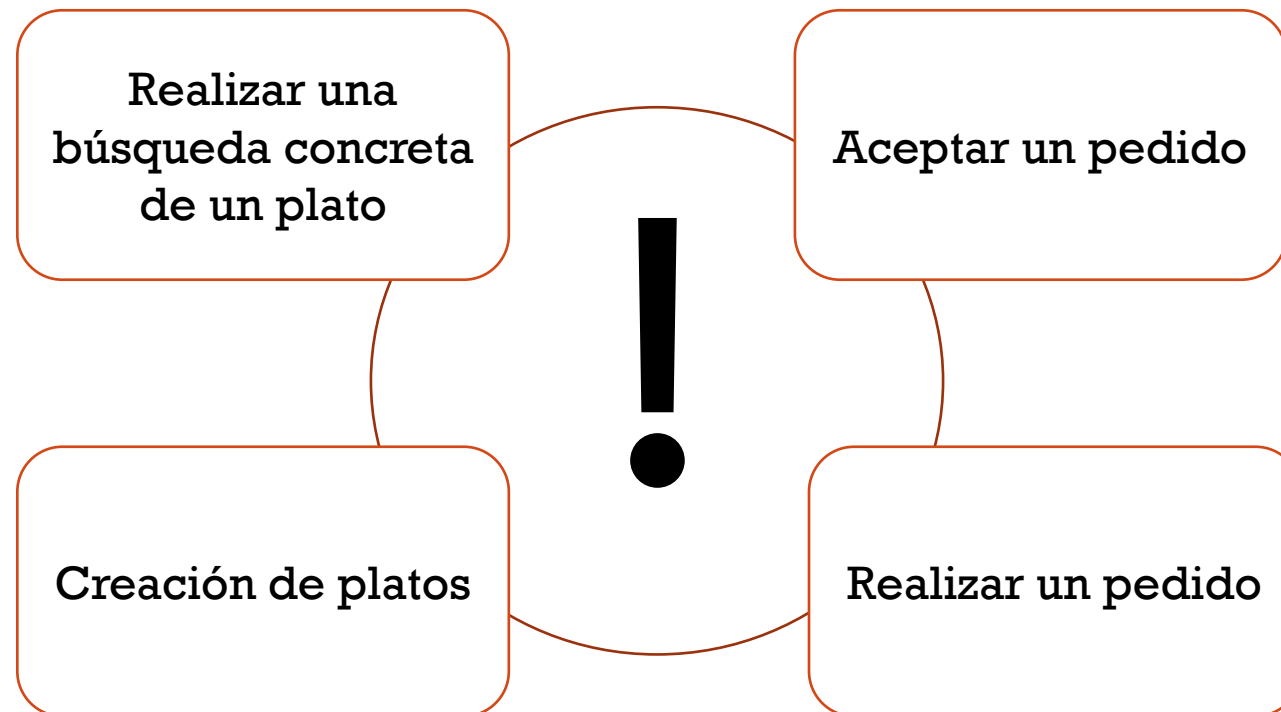 Realizar una
búsqueda concreta
de un plato
Aceptar un pedido
!
Creación de platos
Realizar un pedido